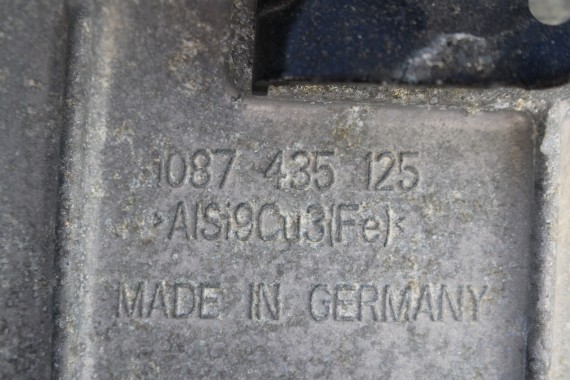 1087 435 125
>AlSi9Cu3(Fe)<
MADE IN GERMANY